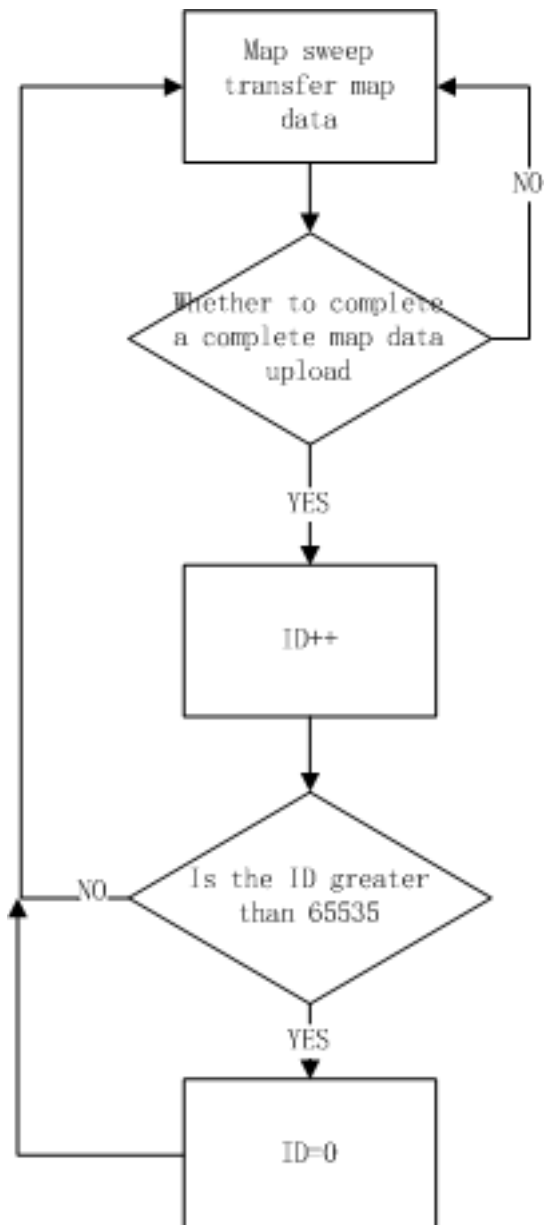 Map sweep
transfer map
data
NO
Whether to complete
a complete map data
upload
YES
ID++
Is the ID greater
than 65535
NO
YES
ID=0